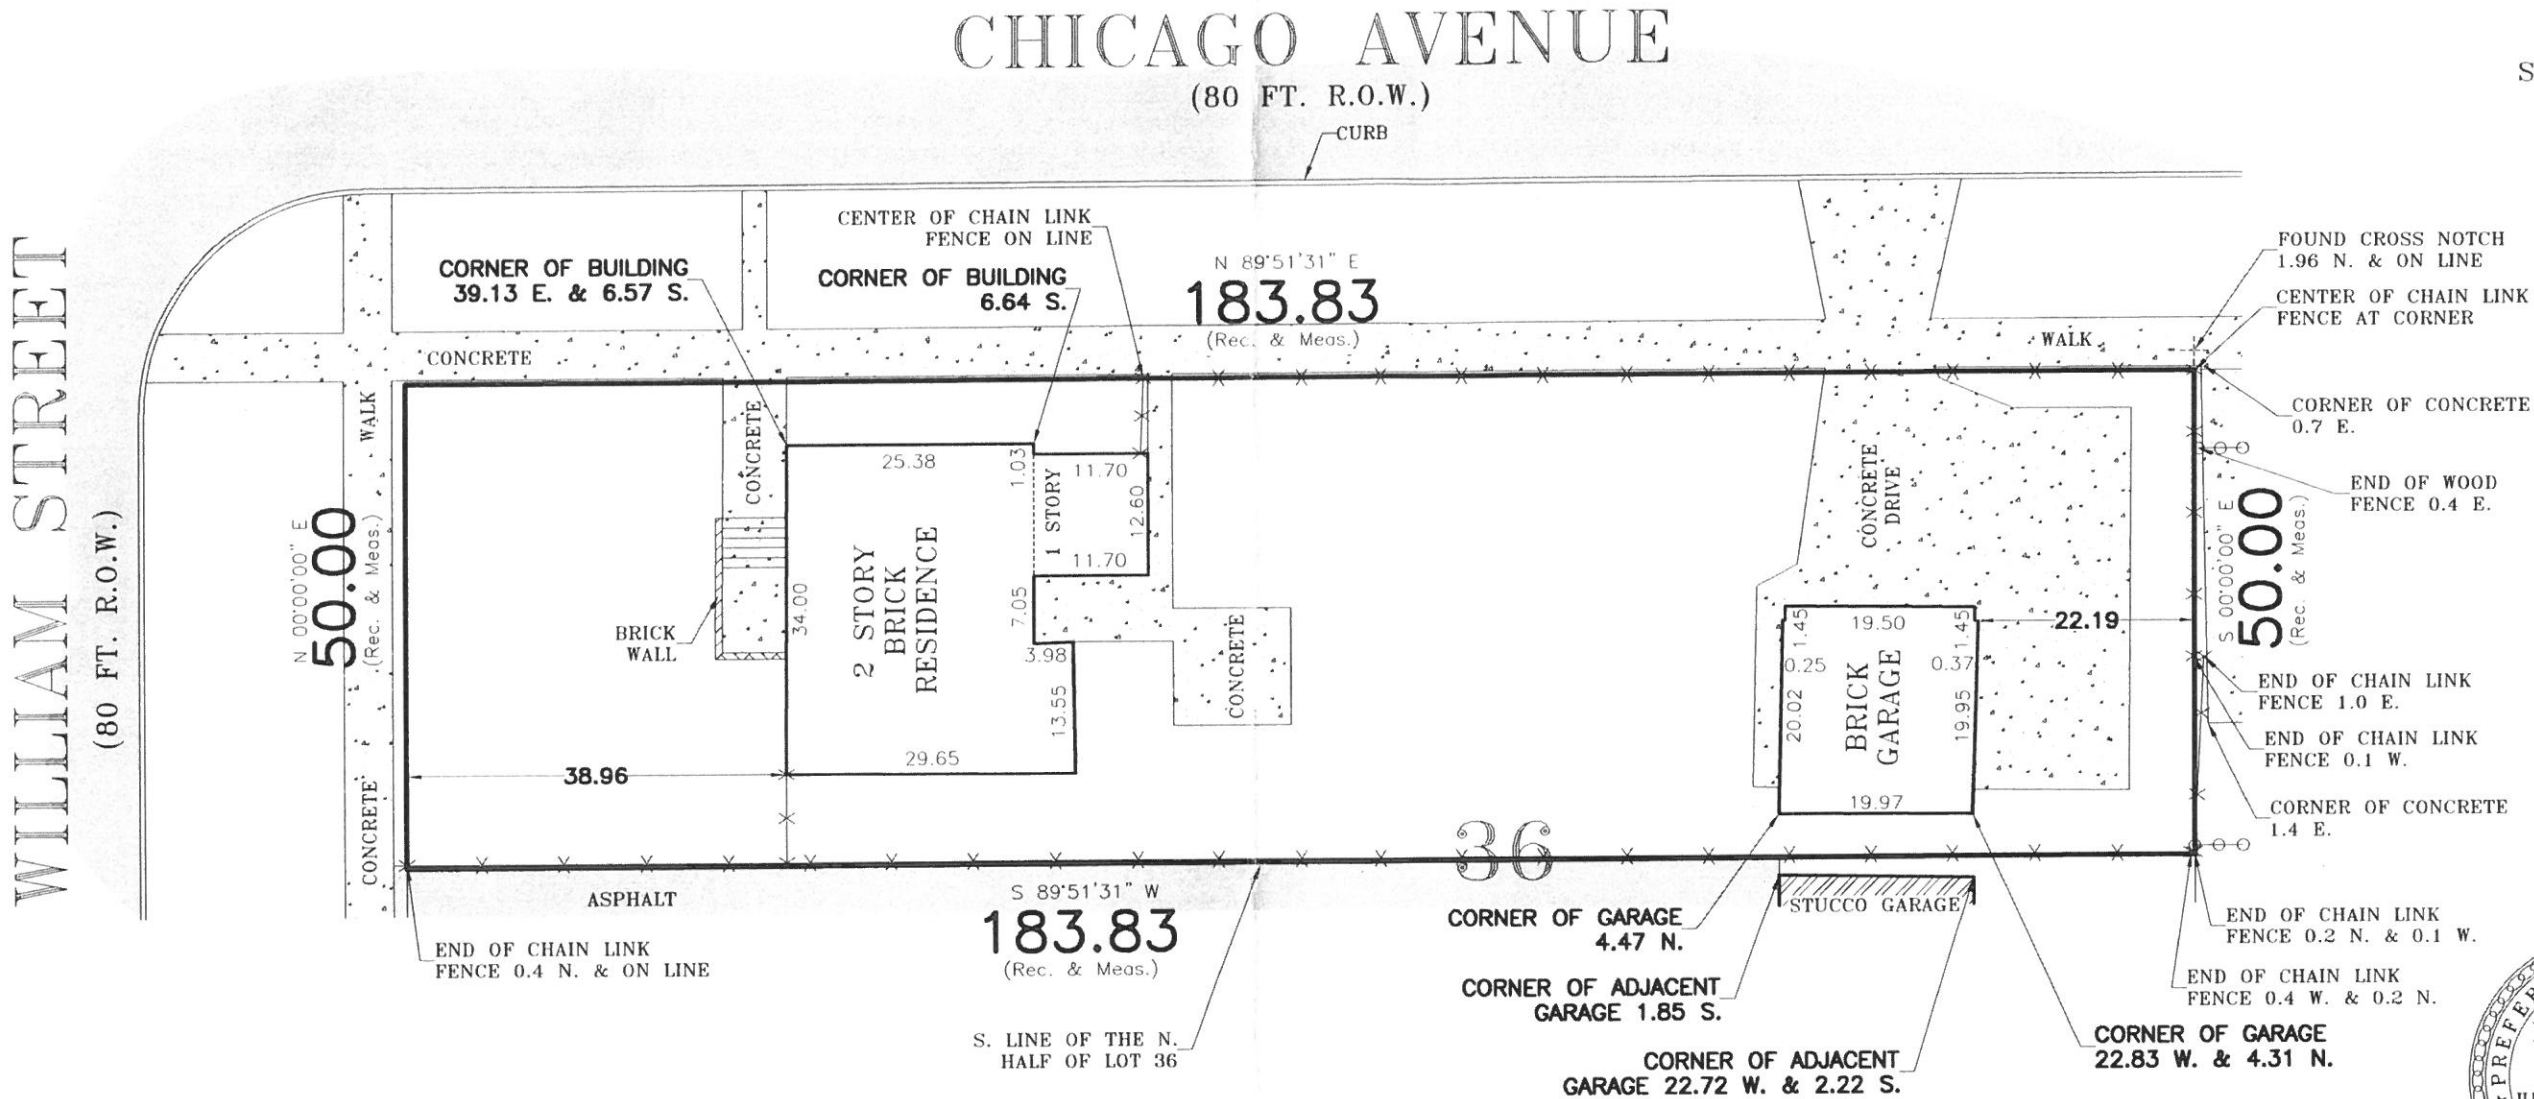 CHICAGO AVENUE
(80 FT. R.O.W.)
S
CURB
WILLIAM STREET
(80 FT. R.O.W.)
CENTER OF CHAIN LINK
FENCE ON LINE
CORNER OF BUILDING
39.13 E. & 6.57 S.
CORNER OF BUILDING
6.64 S.
N 89°51'31" E
183.83
(Rec. & Meas.)
FOUND CROSS NOTCH
1.96 N. & ON LINE
CENTER OF CHAIN LINK
FENCE AT CORNER
CONCRETE
WALK
WALK
CONCRETE
CORNER OF CONCRETE
0.7 E.
END OF WOOD
FENCE 0.4 E.
N 00°00'00" E
50.00
(Rec. & Meas.)
25.38
1.03
11.70
1 STORY
12.60
11.70
7.05
3.98
13.55
34.00
29.65
2 STORY
BRICK
RESIDENCE
BRICK
WALL
CONCRETE
CONCRETE
DRIVE
19.50
1.45
1.45
0.25
0.37
20.02
19.95
BRICK
GARAGE
19.97
22.19
S 00°00'00" E
50.00
(Rec. & Meas.)
END OF CHAIN LINK
FENCE 1.0 E.
END OF CHAIN LINK
FENCE 0.1 W.
CORNER OF CONCRETE
1.4 E.
38.96
CONCRETE
36
ASPHALT
S 89°51'31" W
183.83
(Rec. & Meas.)
STUCCO GARAGE
END OF CHAIN LINK
FENCE 0.4 N. & ON LINE
CORNER OF GARAGE
4.47 N.
CORNER OF ADJACENT
GARAGE 1.85 S.
END OF CHAIN LINK
FENCE 0.2 N. & 0.1 W.
END OF CHAIN LINK
FENCE 0.4 W. & 0.2 N.
S. LINE OF THE N.
HALF OF LOT 36
CORNER OF ADJACENT
GARAGE 22.72 W. & 2.22 S.
CORNER OF GARAGE
22.83 W. & 4.31 N.
PREFER